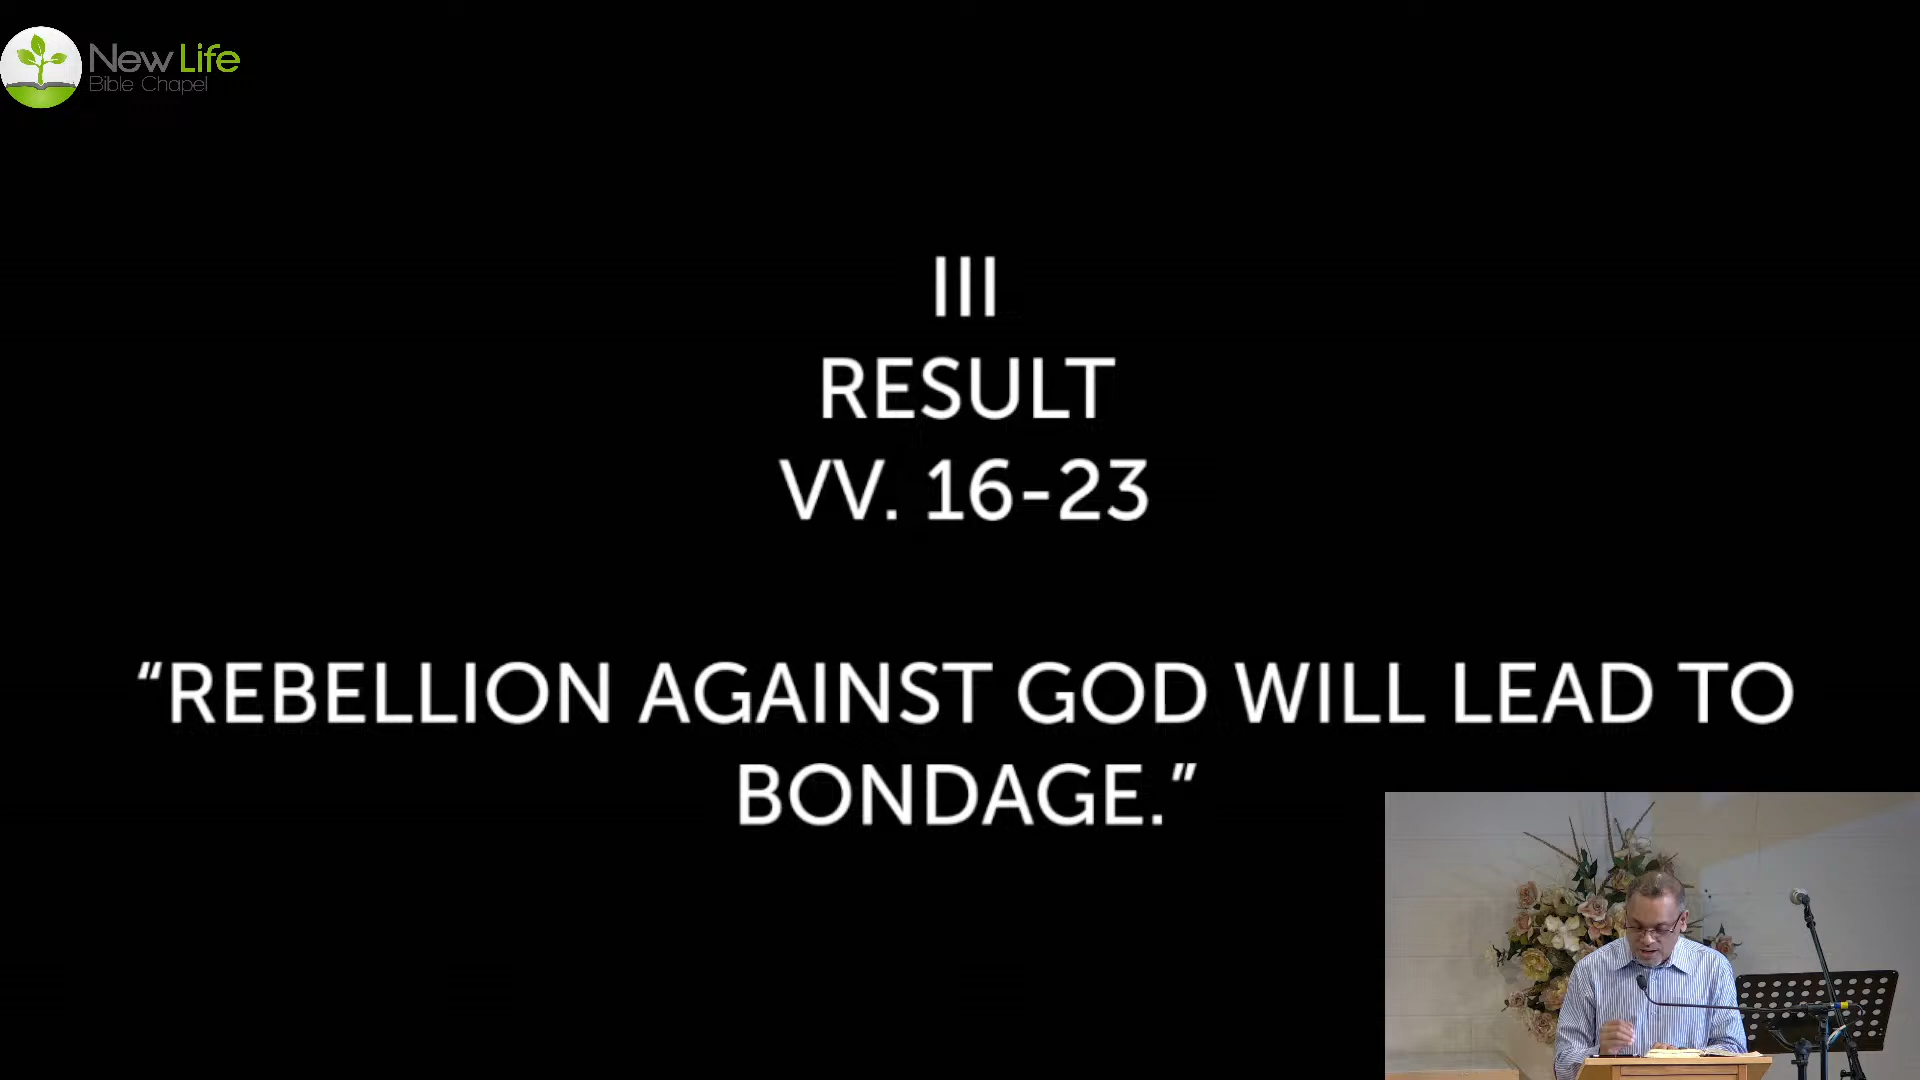 New Life
Bible Chapel
III
RESULT
VV. 16-23
“REBELLION AGAINST GOD WILL LEAD TO
BONDAGE.”